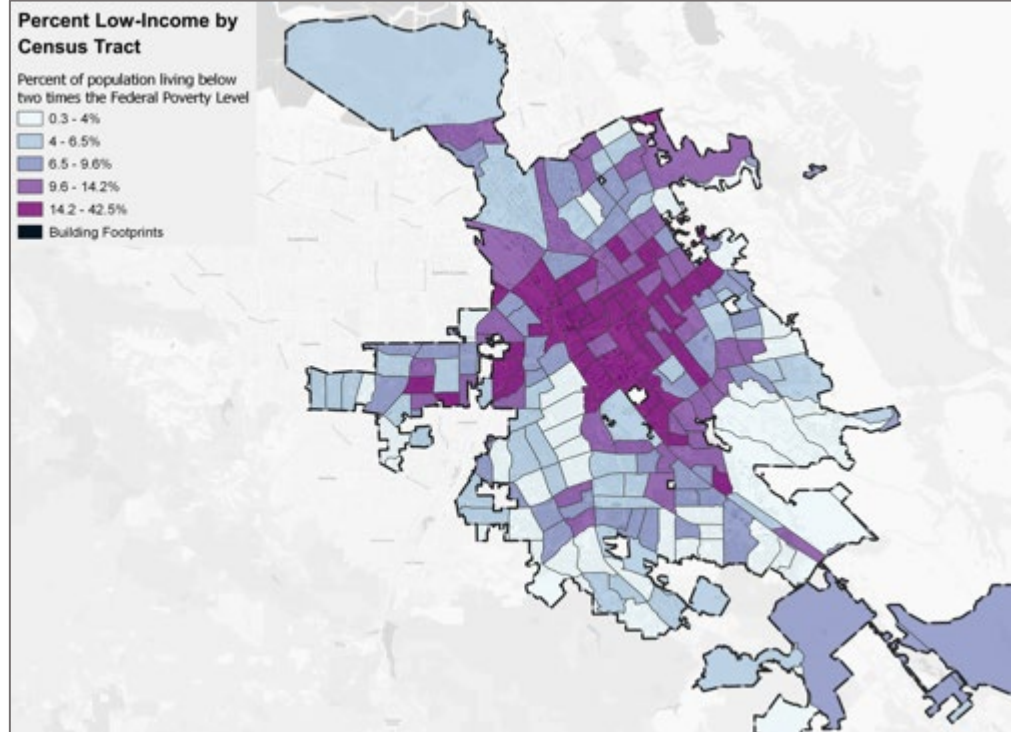 Percent Low-Income by
Census Tract
Percent of population living below
two times the Federal Poverty Level
0.3 - 4%
4 - 6.5%
6.5 - 9.6%
9.6 - 14.2%
14.2 - 42.5%
Building Footprints